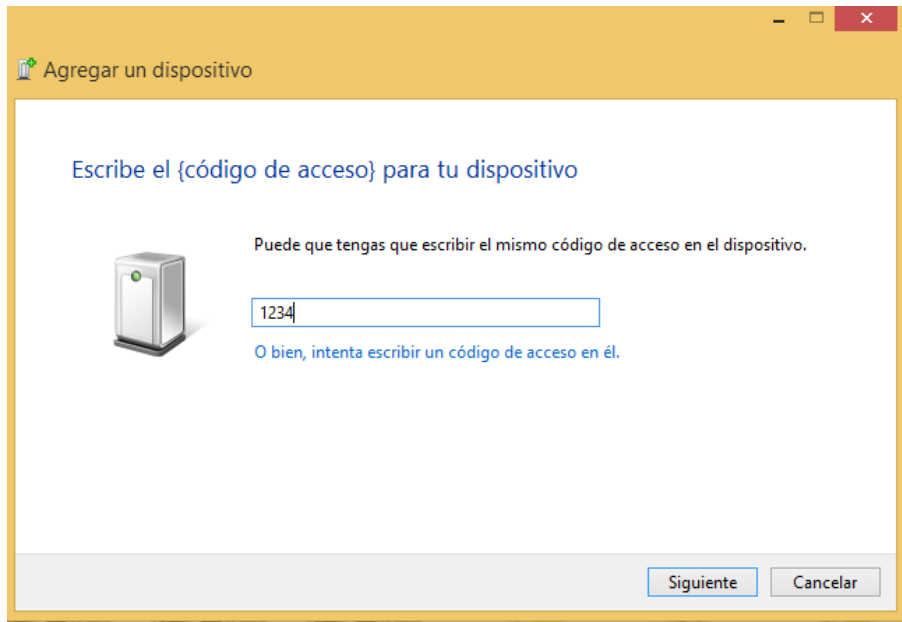 Agregar un dispositivo
Escribe el {código de acceso} para tu dispositivo
Puede que tengas que escribir el mismo código de acceso en el dispositivo.
1234
O bien, intenta escribir un código de acceso en él.
Siguiente
Cancelar